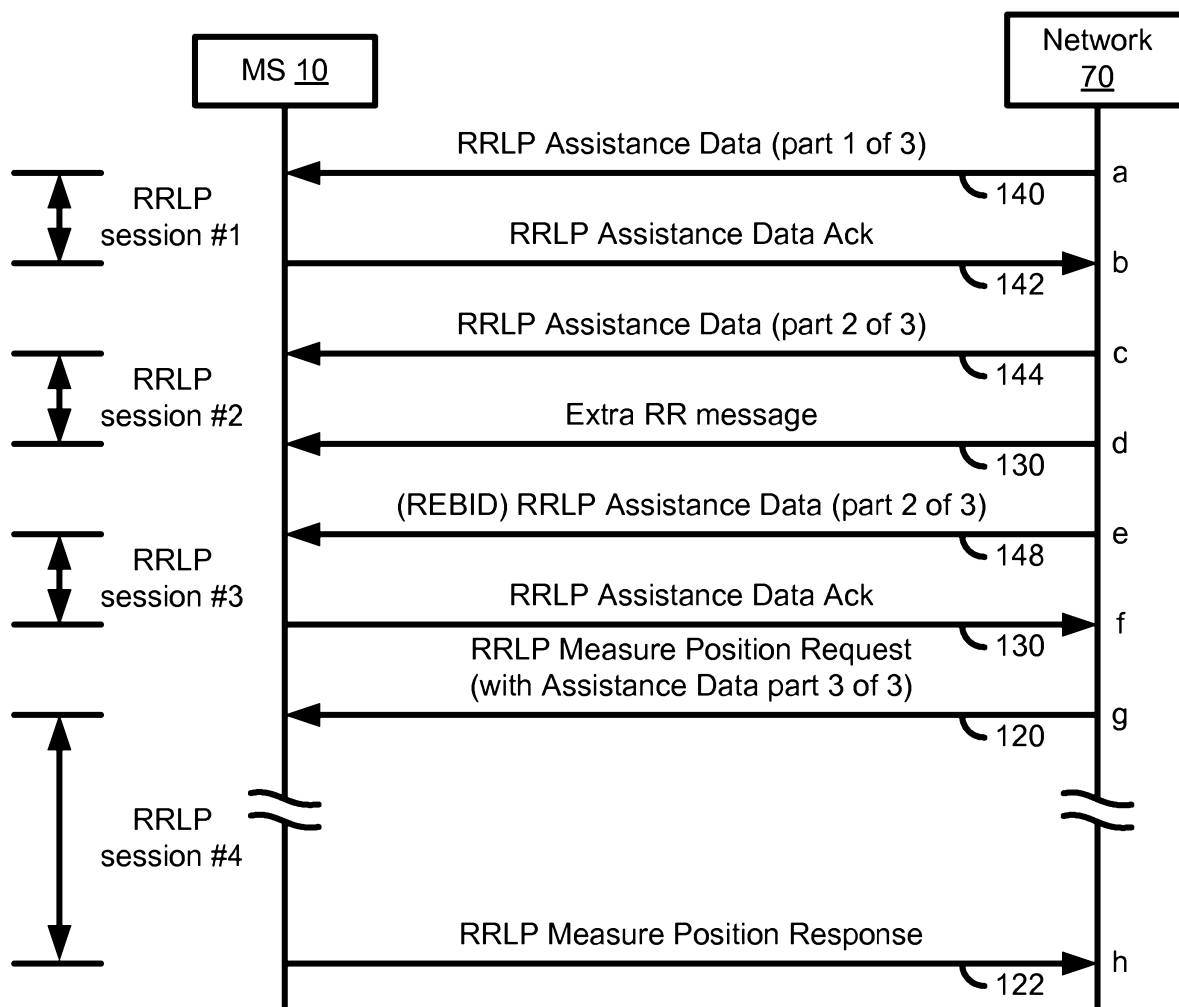 MS 10
Network
70
RRLP Assistance Data (part 1 of 3)
a
140
RRLP
session #1
RRLP Assistance Data Ack
b
142
RRLP Assistance Data (part 2 of 3)
c
144
RRLP
session #2
Extra RR message
d
130
(REBID) RRLP Assistance Data (part 2 of 3)
e
148
RRLP
session #3
RRLP Assistance Data Ack
f
130
RRLP Measure Position Request
(with Assistance Data part 3 of 3)
g
120
RRLP
session #4
RRLP Measure Position Response
h
122